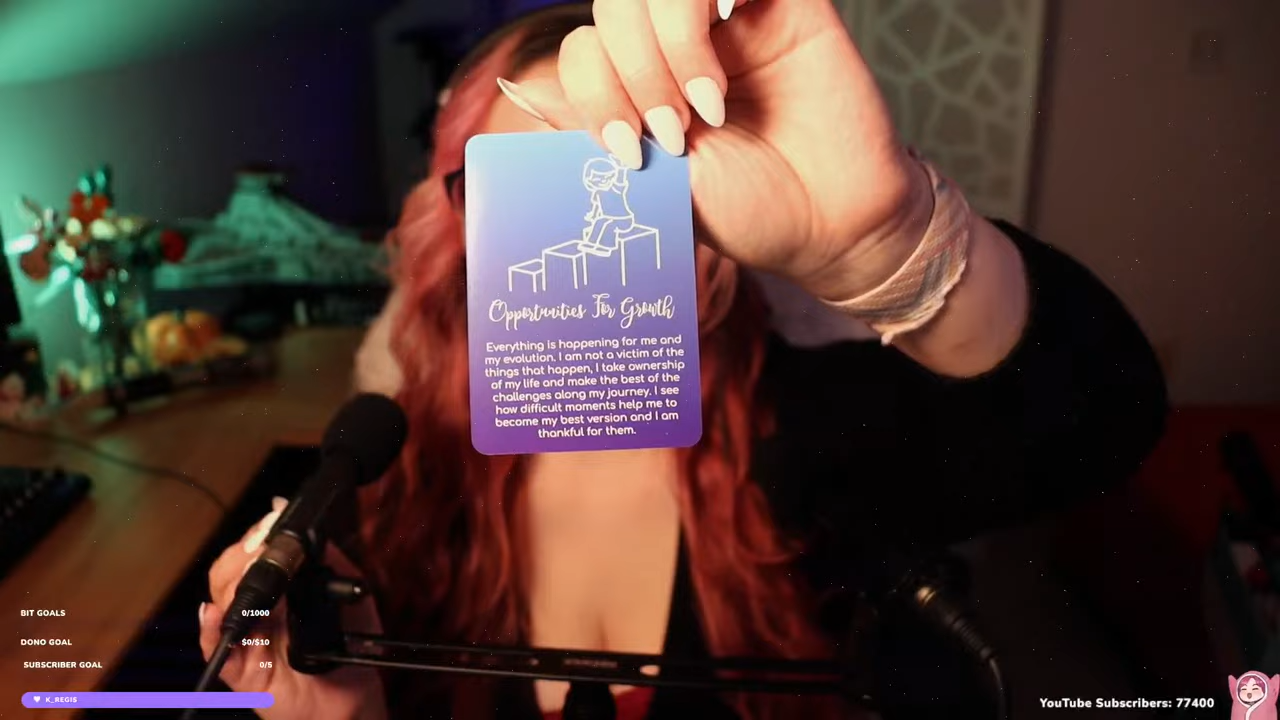 Opportunities For Growth
Everything is happening for me and
my evolution. I am not a victim of the
things that happen, I take ownership
of my life and make the best of the
challenges along my journey. I see
how difficult moments help me to
become my best version and I am
thankful for them.
BIT GOALS 0/1000
DONO GOAL $0/$10
SUBSCRIBER GOAL 0/5
K_REGIS
YouTube Subscribers: 77400